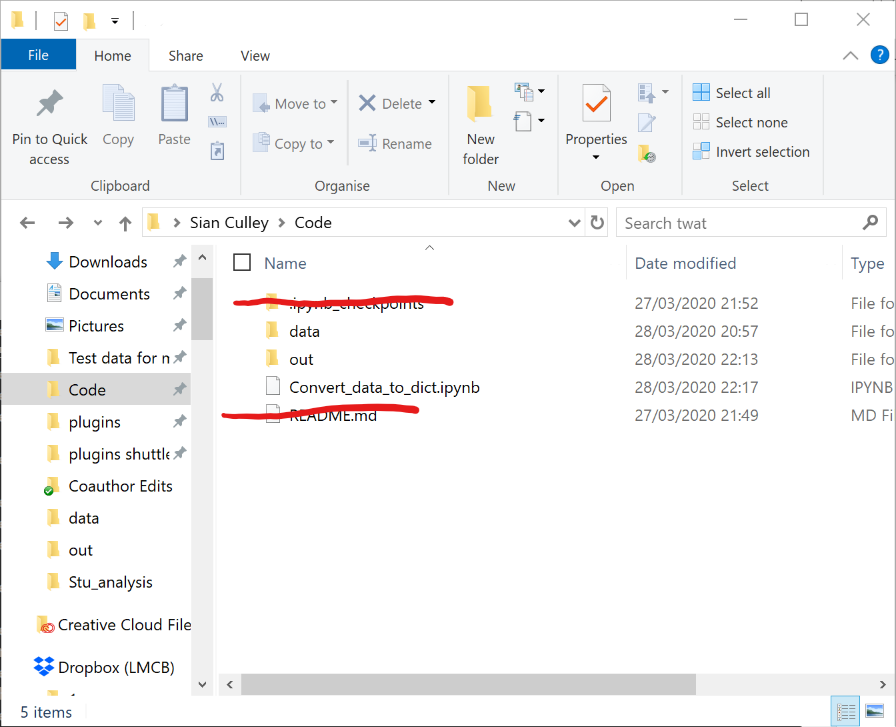 File Home Share View
Pin to Quick access
Copy
Paste
Clipboard
Move to
Copy to
Delete
Rename
Organise
New folder
New
Properties
Open
Select all
Select none
Invert selection
Select
Sian Culley Code
Search twat
Downloads
Documents
Pictures
Test data for m
Code
plugins
plugins shuttle
Coauthor Edits
data
out
Stu_analysis
Creative Cloud File
Dropbox (LMCB)
Name Date modified Type
.ipynb_checkpoints 27/03/2020 21:52 File fo
data 28/03/2020 20:57 File fo
out 28/03/2020 22:13 File fo
Convert_data_to_dict.ipynb 28/03/2020 22:17 IPYNB
README.md 27/03/2020 21:49 MD Fi
5 items